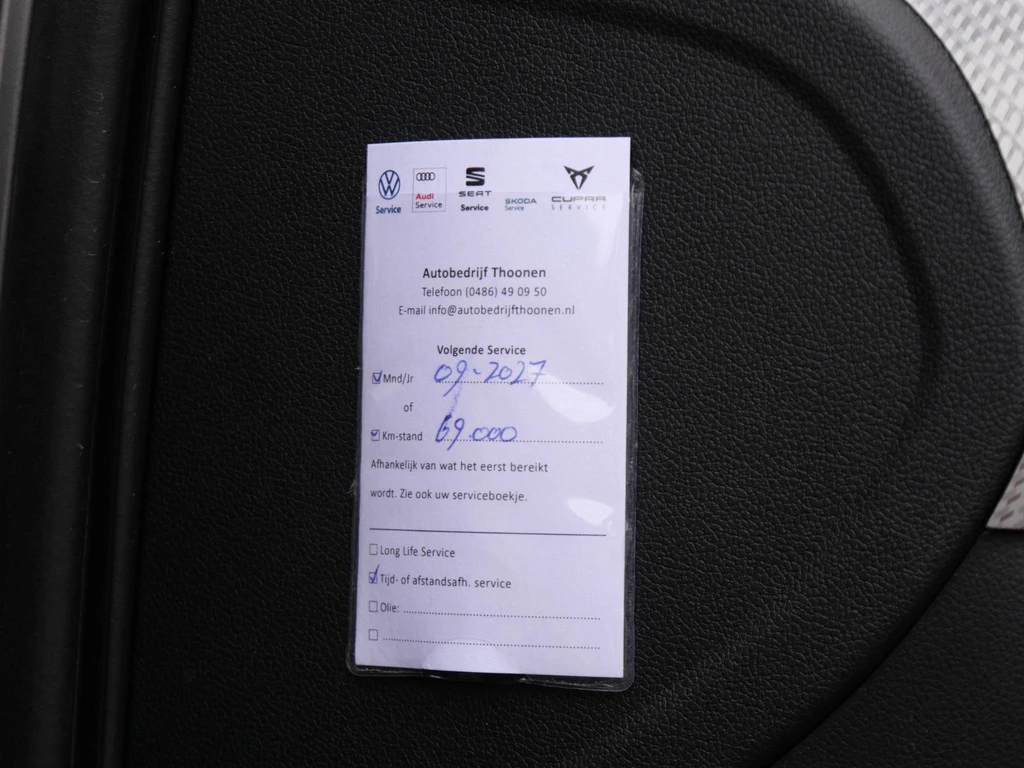 Service
Audi
Service
SEAT
Service
SKODA
Service
CUPRA
SERVICE
Autobedrijf Thoonen
Telefoon (0486) 49 09 50
E-mail info@autobedrijfthoonen.nl
Volgende Service
Mnd/Jr 09-2027
of
Km-stand 69.000
Afhankelijk van wat het eerst bereikt
wordt. Zie ook uw serviceboekje.
Long Life Service
Tijd- of afstandsafh. service
Olie: